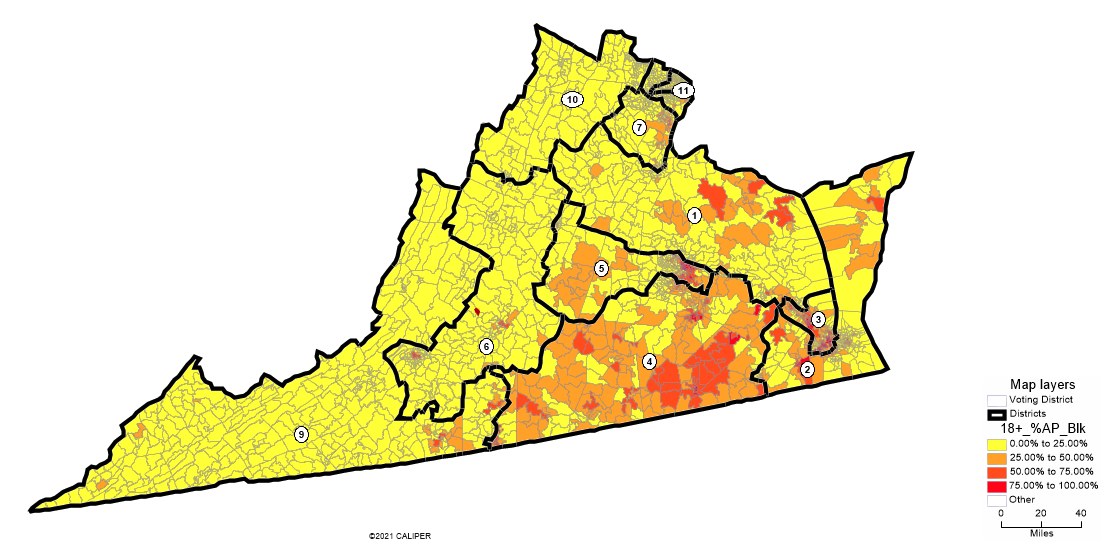 10
11
7
1
5
3
6
4
2
9
Map layers
Voting District
Districts
18+_%AP_Blk
0.00% to 25.00%
25.00% to 50.00%
50.00% to 75.00%
75.00% to 100.00%
Other
0 20 40
Miles
©2021 CALIPER